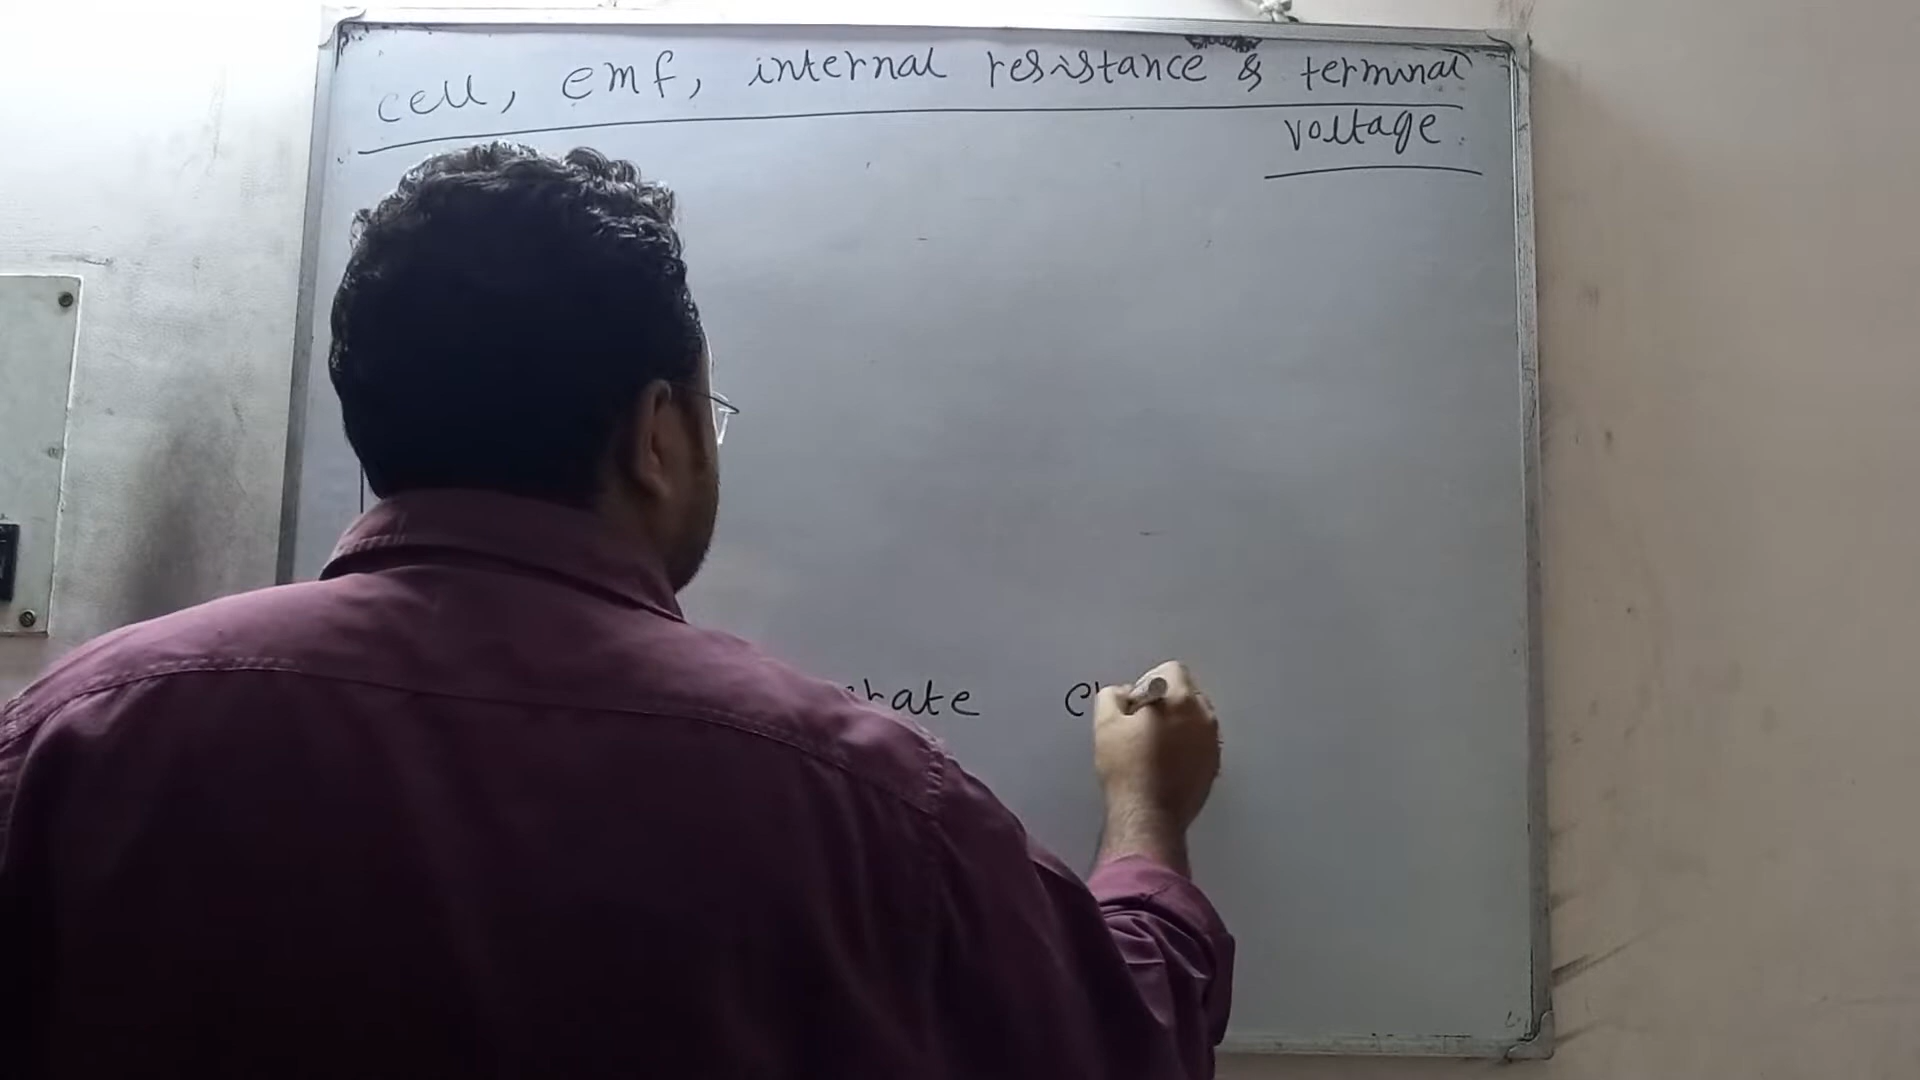 cell, emf, internal resistance & terminal
voltage.